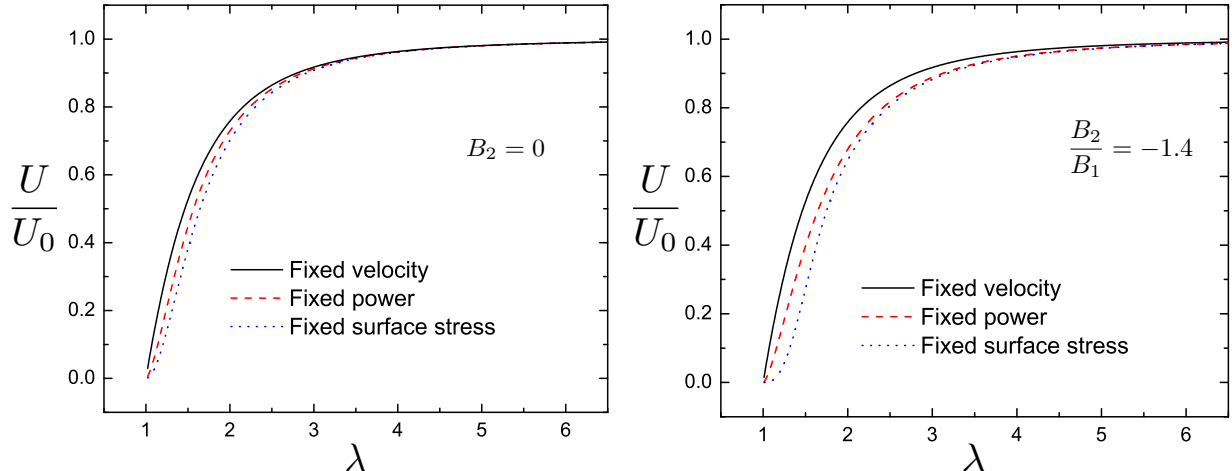 1.0
0.8
0.6
0.4
0.2
0.0
U
U₀
B₂ = 0
Fixed velocity
Fixed power
Fixed surface stress
1 2 3 4 5 6
λ
1.0
0.8
0.6
0.4
0.2
0.0
U
U₀
B₂
B₁
= −1.4
Fixed velocity
Fixed power
Fixed surface stress
1 2 3 4 5 6
λ